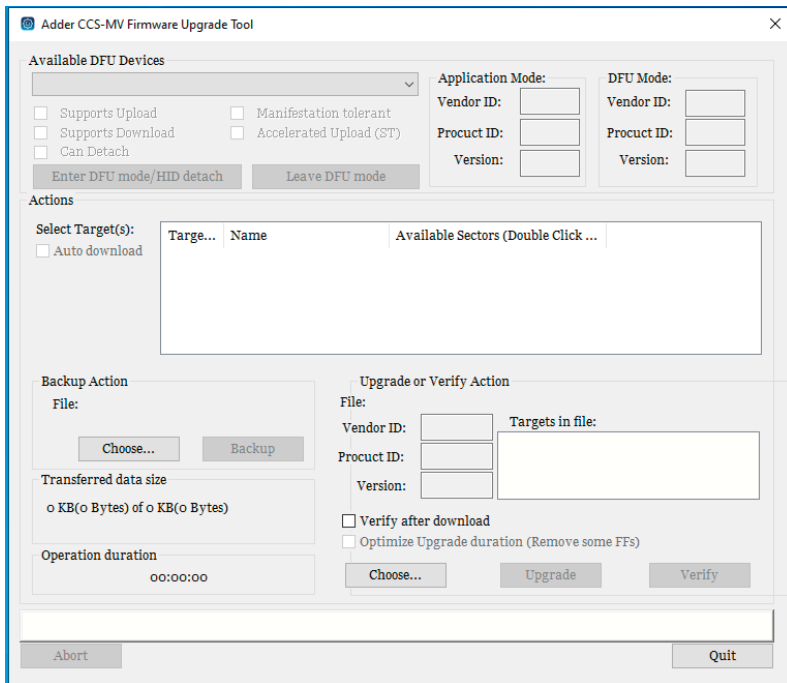 Adder CCS-MV Firmware Upgrade Tool
Available DFU Devices
Supports Upload
Manifestation tolerant
Supports Download
Accelerated Upload (ST)
Can Detach
Enter DFU mode/HID detach
Leave DFU mode
Application Mode:
Vendor ID:
Procuct ID:
Version:
DFU Mode:
Vendor ID:
Procuct ID:
Version:
Actions
Select Target(s):
Auto download
Targe...
Name
Available Sectors (Double Click ...
Backup Action
File:
Choose...
Backup
Transferred data size
0 KB(0 Bytes) of 0 KB(0 Bytes)
Operation duration
00:00:00
Upgrade or Verify Action
File:
Vendor ID:
Procuct ID:
Version:
Targets in file:
Verify after download
Optimize Upgrade duration (Remove some FFs)
Choose...
Upgrade
Verify
Abort
Quit